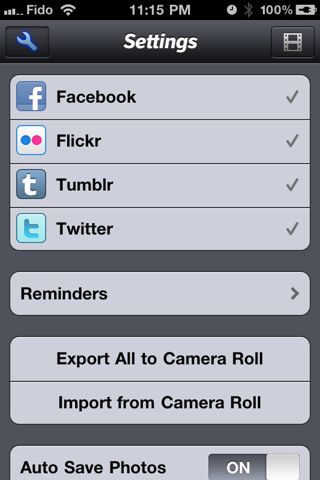 Fido 11:15 PM 100%
Settings
Facebook
Flickr
Tumblr
Twitter
Reminders
Export All to Camera Roll
Import from Camera Roll
Auto Save Photos ON